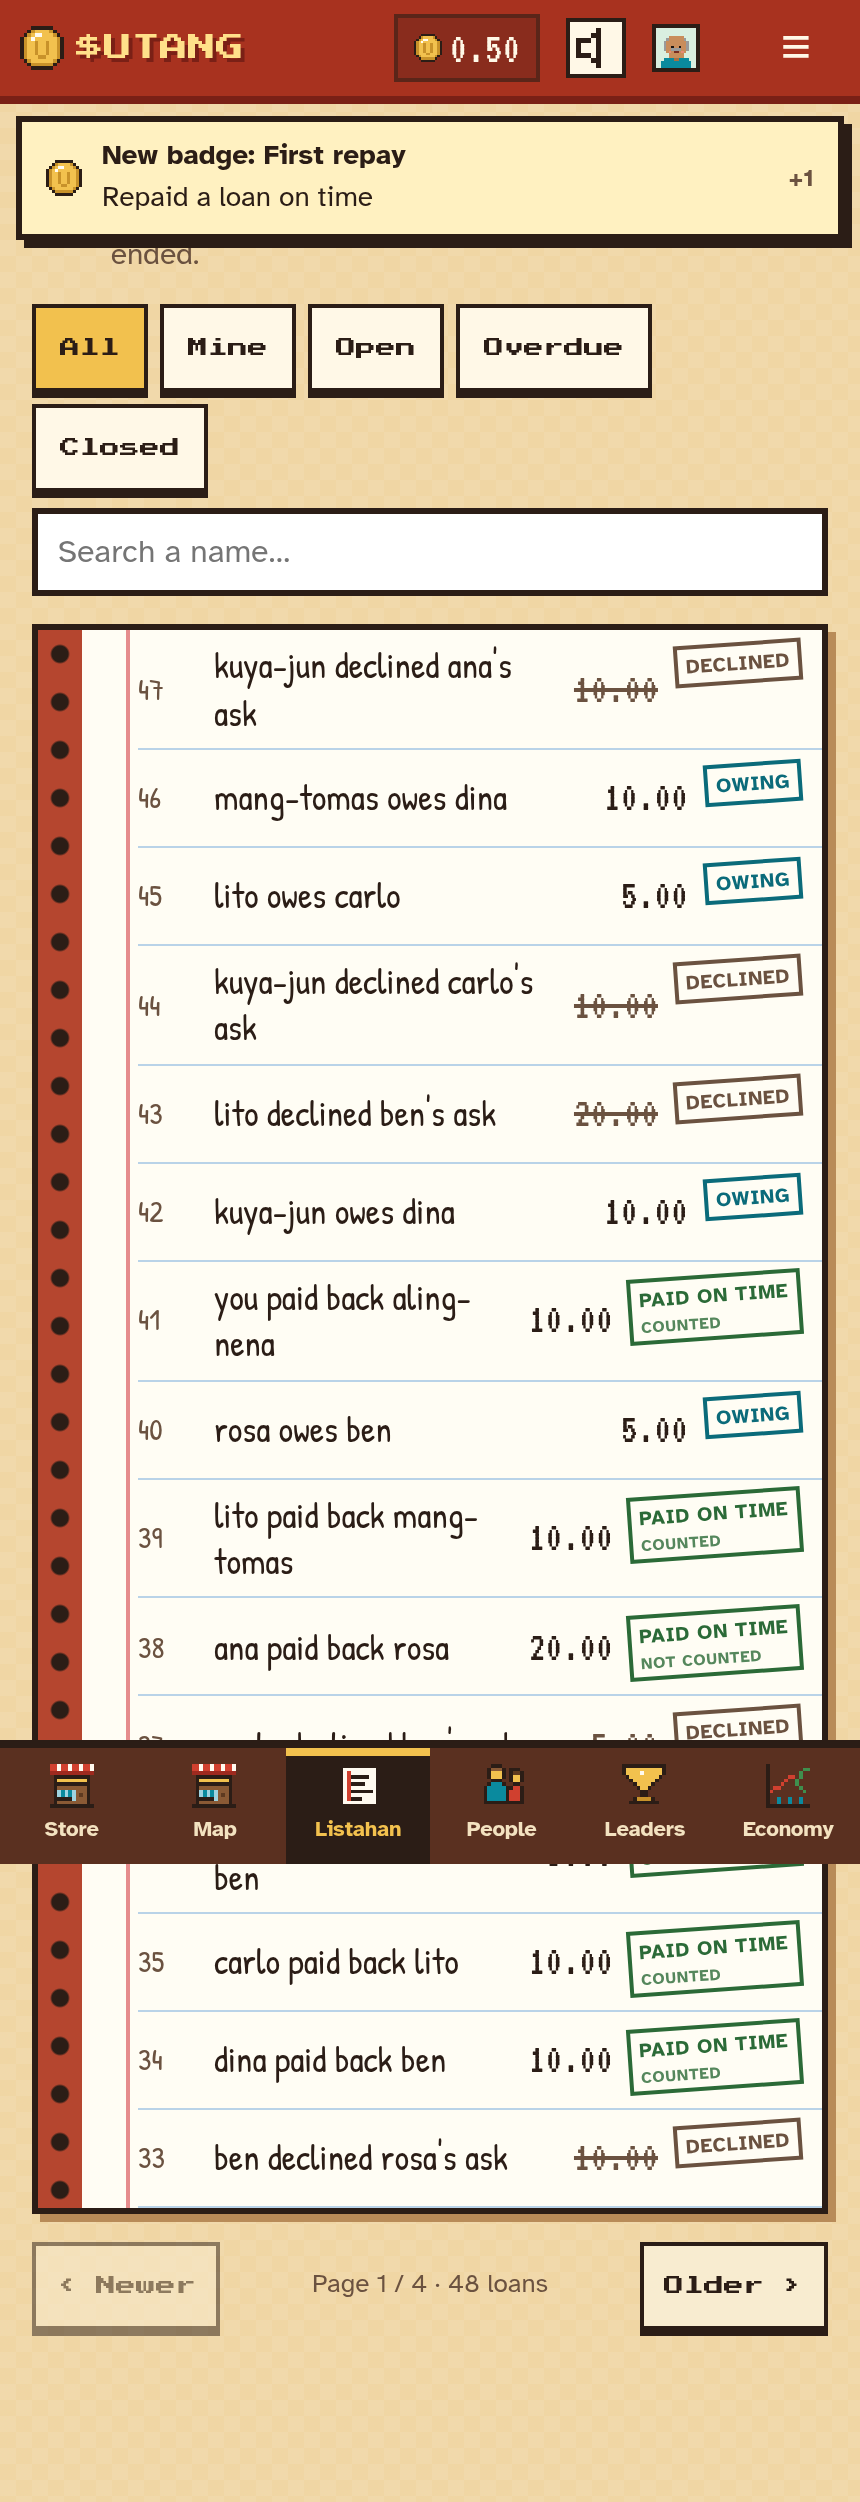 $UTANG
0.50
New badge: First repay
Repaid a loan on time
+1
ended.
All
Mine
Open
Overdue
Closed
Search a name...
47
kuya-jun declined ana's
ask
10.00
DECLINED
46
mang-tomas owes dina
10.00
OWING
45
lito owes carlo
5.00
OWING
44
kuya-jun declined carlo's
ask
10.00
DECLINED
43
lito declined ben's ask
20.00
DECLINED
42
kuya-jun owes dina
10.00
OWING
41
you paid back aling-
nena
10.00
PAID ON TIME
COUNTED
40
rosa owes ben
5.00
OWING
39
lito paid back mang-
tomas
10.00
PAID ON TIME
COUNTED
38
ana paid back rosa
20.00
PAID ON TIME
NOT COUNTED
DECLINED
Store
Map
Listahan
People
Leaders
Economy
ben
35
carlo paid back lito
10.00
PAID ON TIME
COUNTED
34
dina paid back ben
10.00
PAID ON TIME
COUNTED
33
ben declined rosa's ask
10.00
DECLINED
‹ Newer
Page 1 / 4 · 48 loans
Older ›